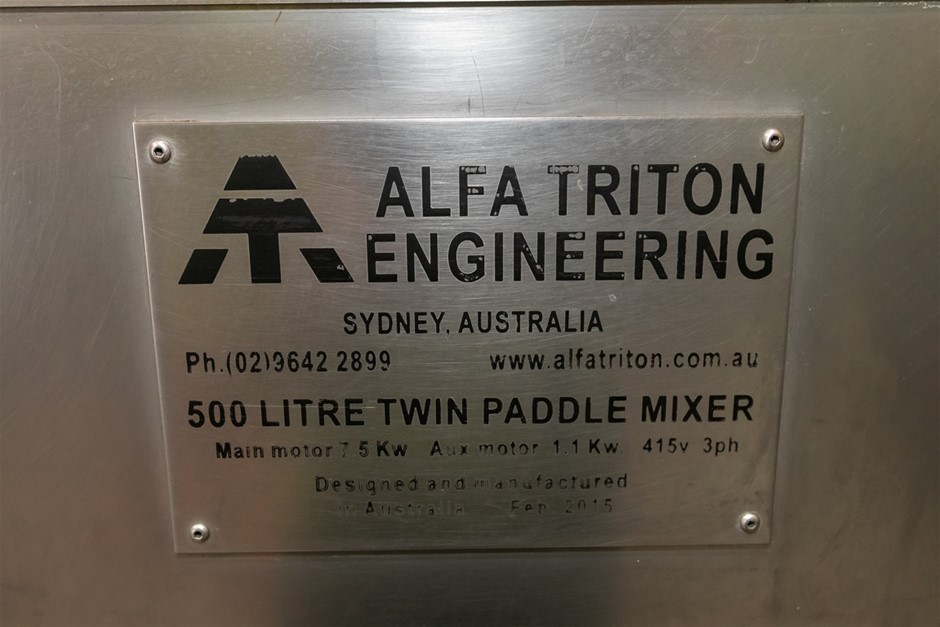 ALFA TRITON
ENGINEERING
SYDNEY, AUSTRALIA
Ph.(02)9642 2899 www.alfatriton.com.au
500 LITRE TWIN PADDLE MIXER
Main motor 7.5 Kw Aux motor 1.1 Kw. 415v 3ph
Designed and manufactured
in Australia Feb 2015